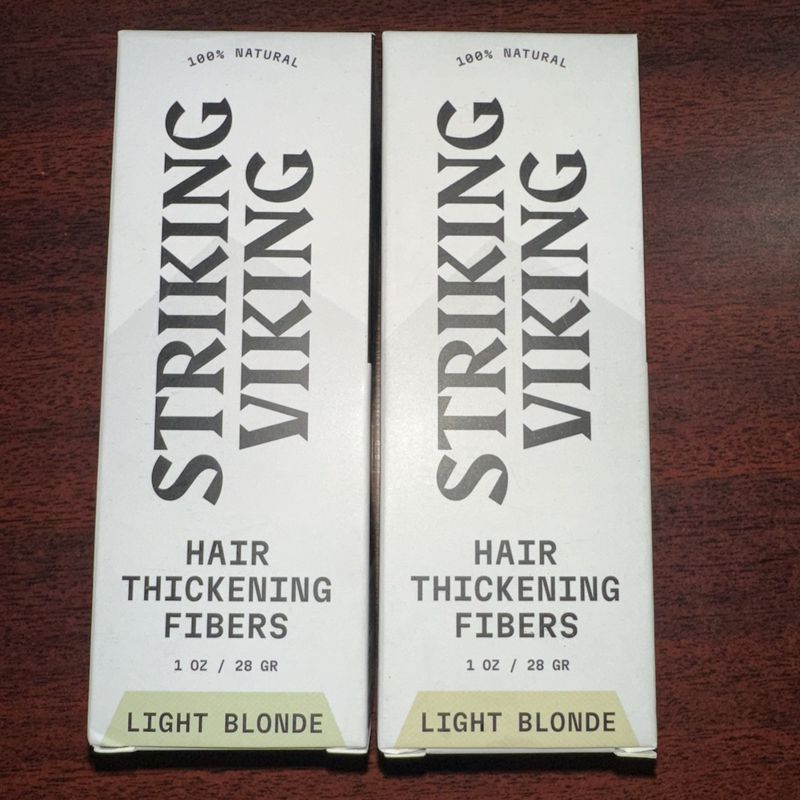 100% NATURAL
STRIKING
VIKING
HAIR
THICKENING
FIBERS
1 OZ / 28 GR
LIGHT BLONDE
100% NATURAL
STRIKING
VIKING
HAIR
THICKENING
FIBERS
1 OZ / 28 GR
LIGHT BLONDE